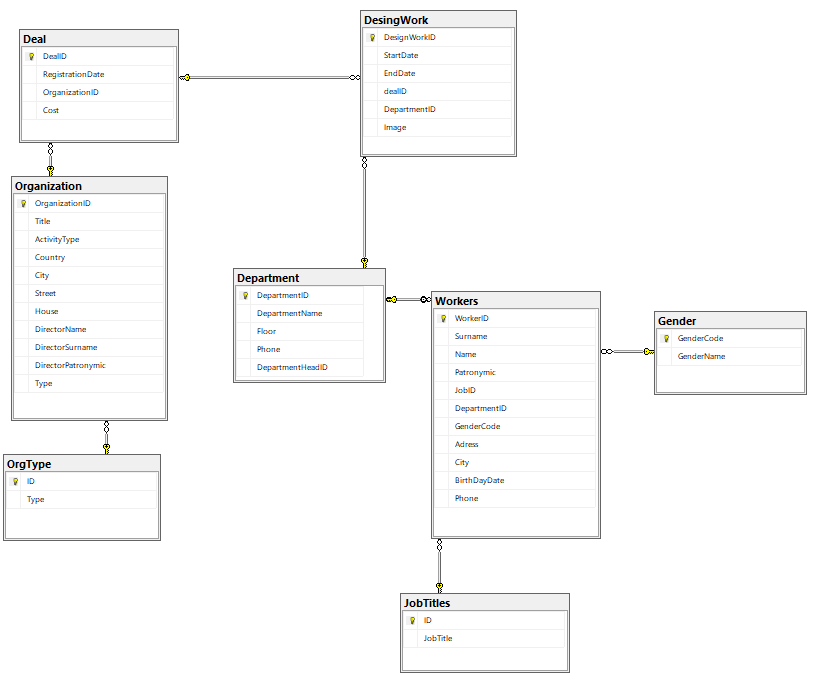 Deal
DealID
RegistrationDate
OrganizationID
Cost
DesingWork
DesignWorkID
StartDate
EndDate
dealID
DepartmentID
Image
Organization
OrganizationID
Title
ActivityType
Country
City
Street
House
DirectorName
DirectorSurname
DirectorPatronymic
Type
Department
DepartmentID
DepartmentName
Floor
Phone
DepartmentHeadID
Workers
WorkerID
Surname
Name
Patronymic
JobID
DepartmentID
GenderCode
Adress
City
BirthDayDate
Phone
Gender
GenderCode
GenderName
OrgType
ID
Type
JobTitles
ID
JobTitle